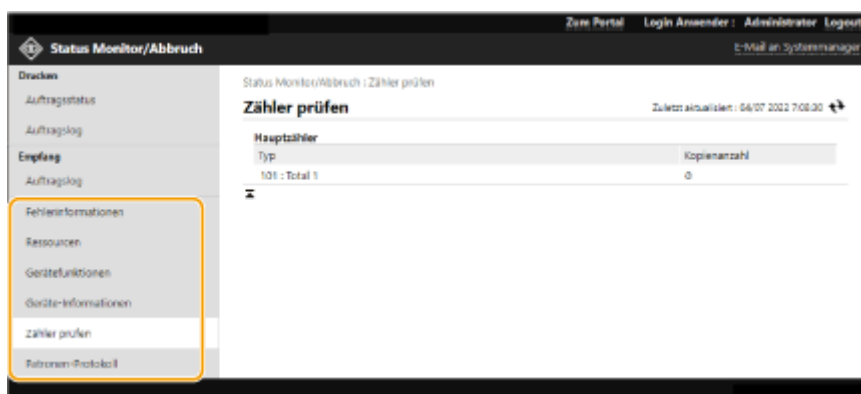 Zum Portal Login Anwender : Administrator Logout
Status Monitor/Abbruch
E-Mail an Systemmanager
Drucken
Auftragsstatus
Auftragslog
Empfang
Auftragslog
Fehlerinformationen
Ressourcen
Gerätefunktionen
Geräte-Informationen
Zähler prüfen
Patronen-Protokoll
Status Monitor/Abbruch : Zähler prüfen
Zähler prüfen
Zuletzt aktualisiert : 04/07 2022 7:08:30
Hauptzähler
Typ Kopienanzahl
101 : Total 1 0